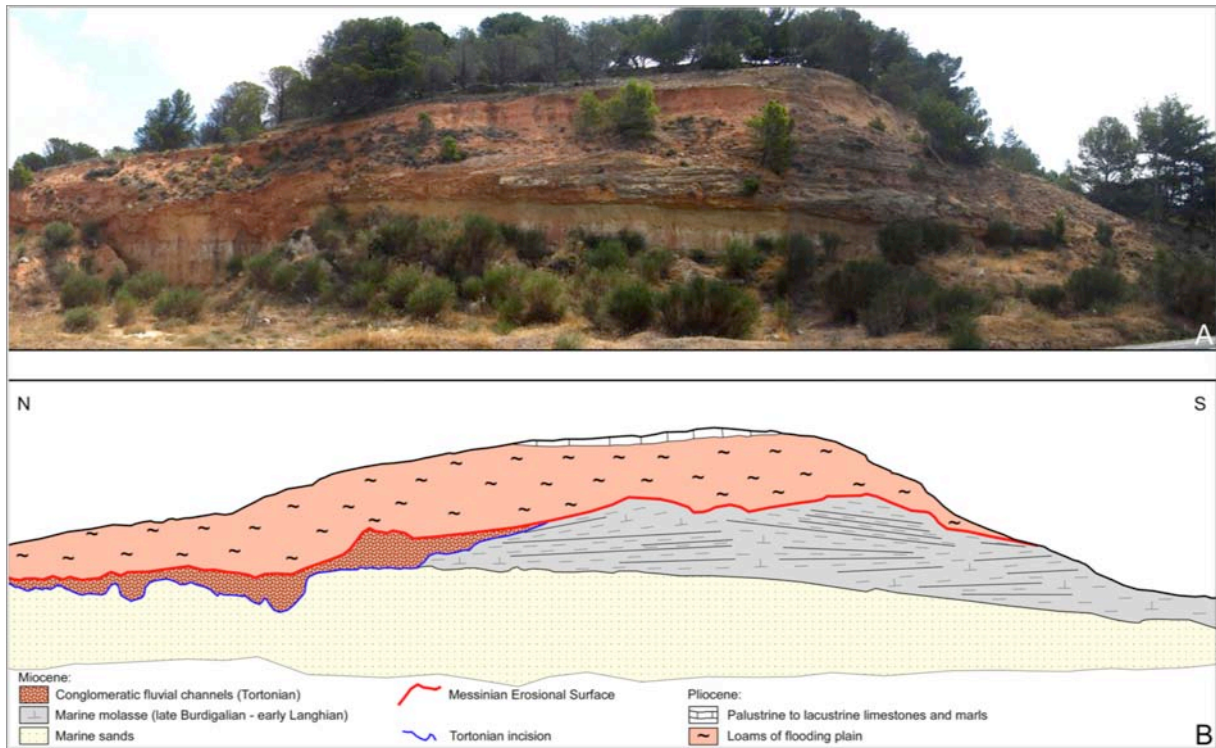 A
N
S
Miocene:
Conglomeratic fluvial channels (Tortonian)
Marine molasse (late Burdigalian - early Langhian)
Marine sands
Messinian Erosional Surface
Tortonian incision
Pliocene:
Palustrine to lacustrine limestones and marls
Loams of flooding plain
B